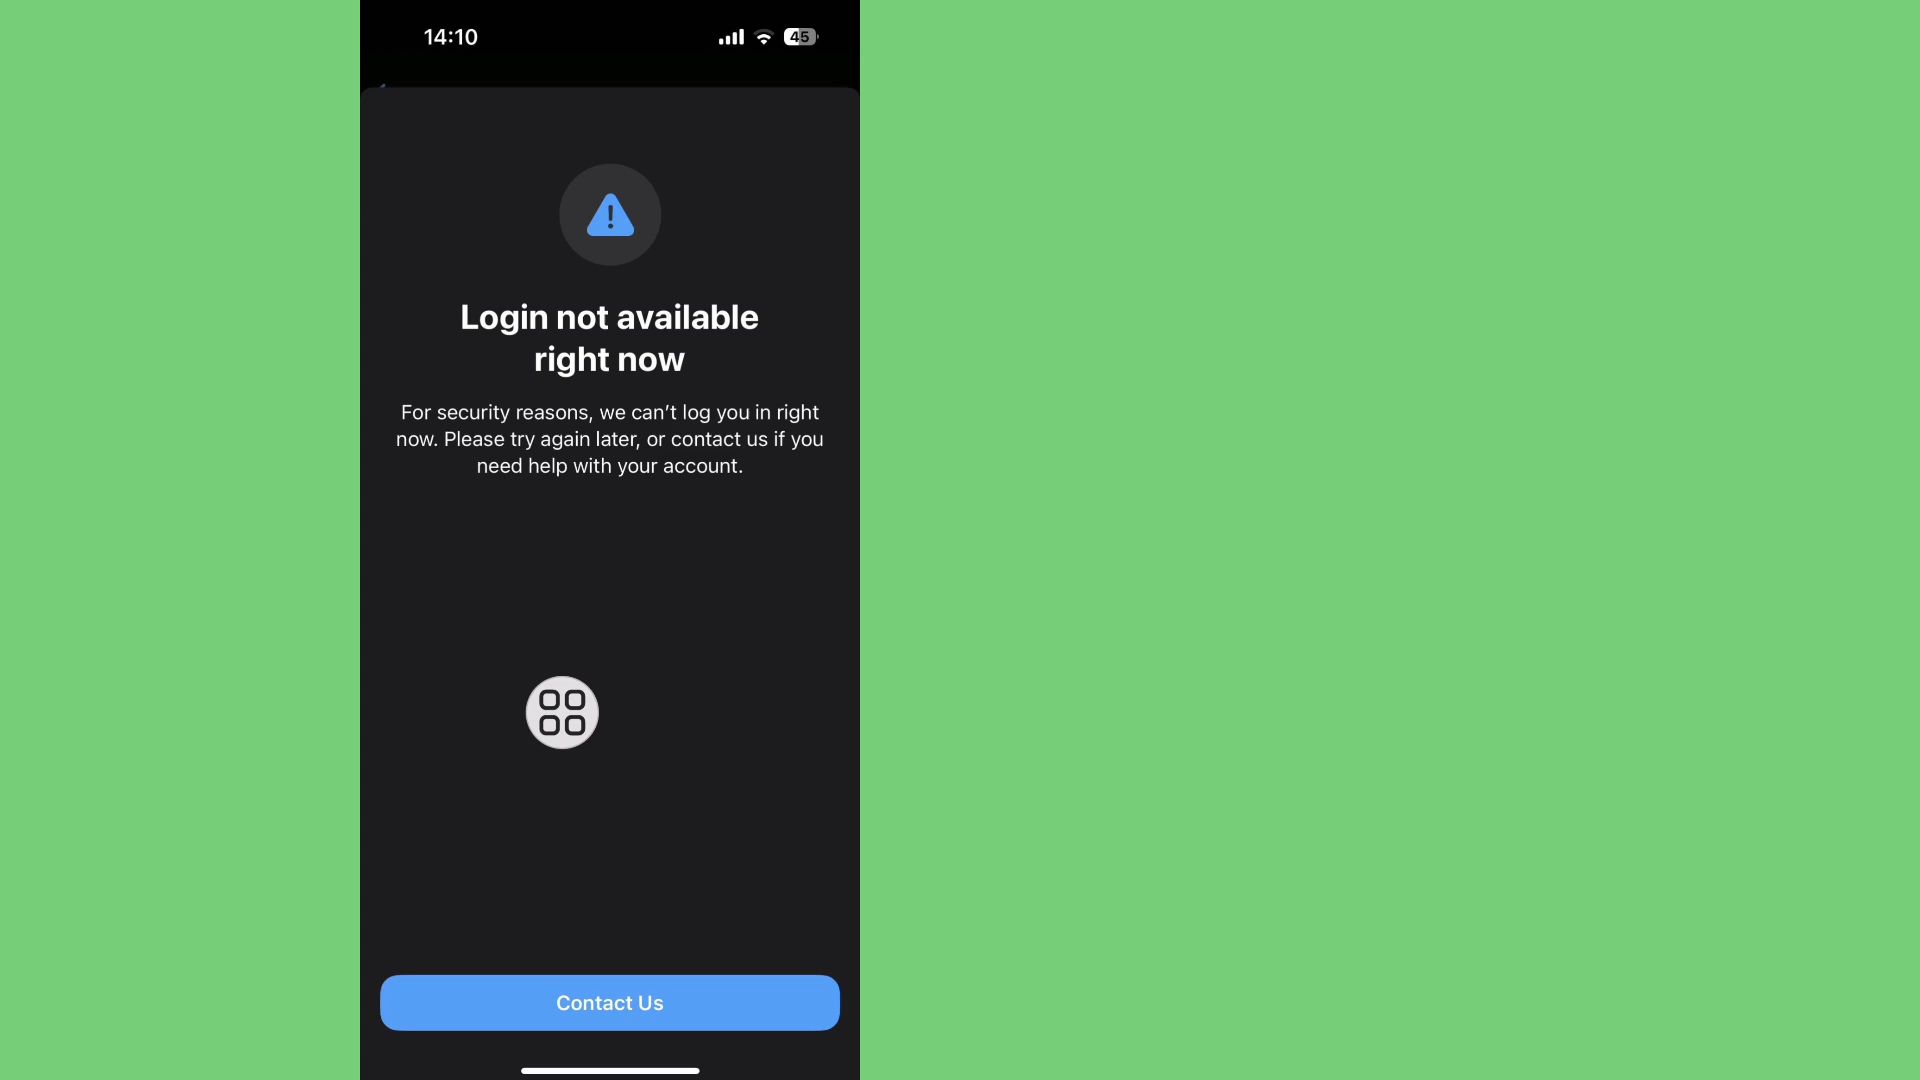 14:10
45
Login not available
right now
For security reasons, we can’t log you in right
now. Please try again later, or contact us if you
need help with your account.
Contact Us